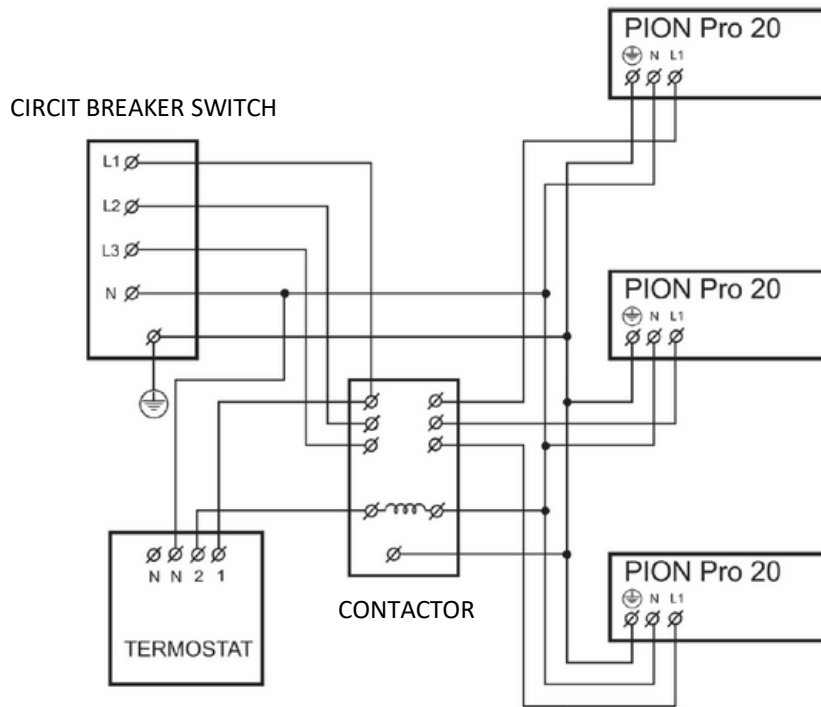 PION Pro 20
N L1
CIRCIT BREAKER SWITCH
L1
L2
L3
N
PION Pro 20
N L1
CONTACTOR
N N 2 1
TERMOSTAT
PION Pro 20
N L1